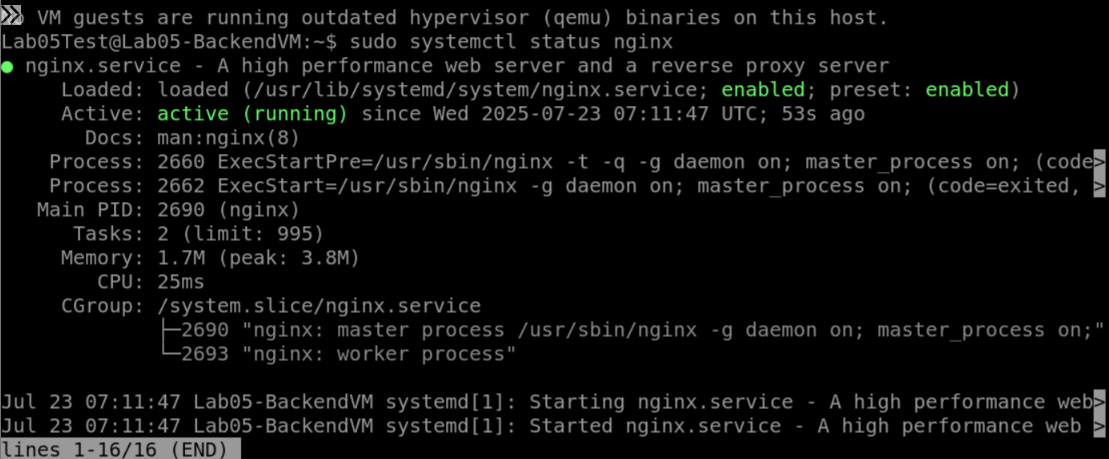 VM guests are running outdated hypervisor (qemu) binaries on this host.
Lab05Test@Lab05-BackendVM:~$ sudo systemctl status nginx
● nginx.service - A high performance web server and a reverse proxy server
     Loaded: loaded (/usr/lib/systemd/system/nginx.service; enabled; preset: enabled)
     Active: active (running) since Wed 2025-07-23 07:11:47 UTC; 53s ago
       Docs: man:nginx(8)
    Process: 2660 ExecStartPre=/usr/sbin/nginx -t -q -g daemon on; master_process on; (code>
    Process: 2662 ExecStart=/usr/sbin/nginx -g daemon on; master_process on; (code=exited, >
   Main PID: 2690 (nginx)
      Tasks: 2 (limit: 995)
     Memory: 1.7M (peak: 3.8M)
        CPU: 25ms
     CGroup: /system.slice/nginx.service
             ├─2690 "nginx: master process /usr/sbin/nginx -g daemon on; master_process on;"
             └─2693 "nginx: worker process"
Jul 23 07:11:47 Lab05-BackendVM systemd[1]: Starting nginx.service - A high performance web>
Jul 23 07:11:47 Lab05-BackendVM systemd[1]: Started nginx.service - A high performance web >
lines 1-16/16 (END)